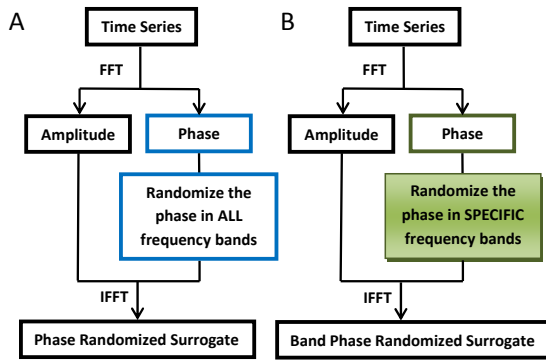 A
Time Series
FFT
Amplitude
Phase
Randomize the
phase in ALL
frequency bands
IFFT
Phase Randomized Surrogate
B
Time Series
FFT
Amplitude
Phase
Randomize the
phase in SPECIFIC
frequency bands
IFFT
Band Phase Randomized Surrogate